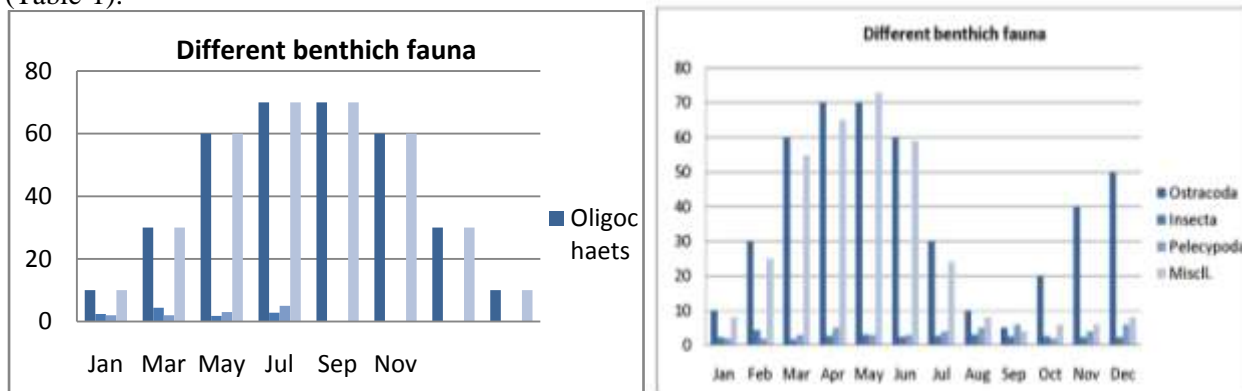 (Table-1).
Different benthich fauna
80
60
40
20
0
Jan Mar May Jul Sep Nov
Oligoc
haets
Different benthich fauna
80
70
60
50
40
30
20
10
0
Jan Feb Mar Apr May Jun Jul Aug Sep Oct Nov Dec
Ostracoda
Insecta
Pelecypoda
Miscll.